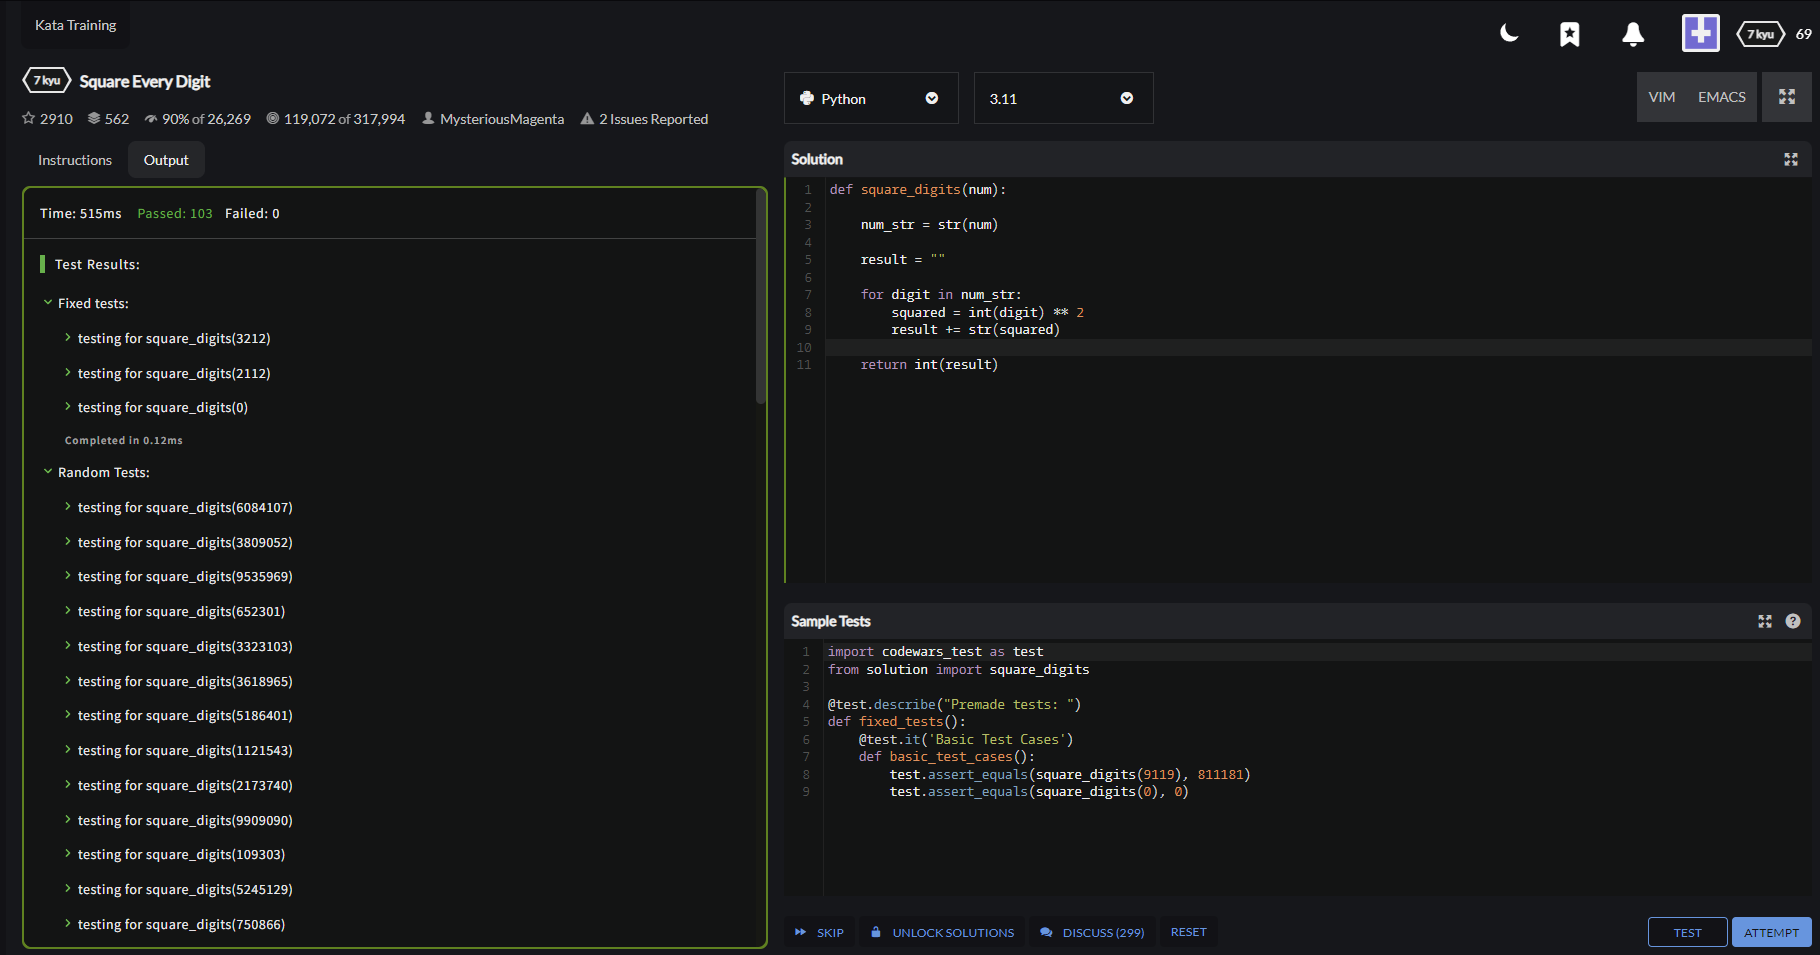 Kata Training
7 kyu 69
7 kyu Square Every Digit
2910 562 90% of 26,269 119,072 of 317,994 MysteriousMagenta 2 Issues Reported
Instructions Output
Time: 515ms Passed: 103 Failed: 0
Test Results:
Fixed tests:
testing for square_digits(3212)
testing for square_digits(2112)
testing for square_digits(0)
Completed in 0.12ms
Random Tests:
testing for square_digits(6084107)
testing for square_digits(3809052)
testing for square_digits(9535969)
testing for square_digits(652301)
testing for square_digits(3323103)
testing for square_digits(3618965)
testing for square_digits(5186401)
testing for square_digits(1121543)
testing for square_digits(2173740)
testing for square_digits(9909090)
testing for square_digits(109303)
testing for square_digits(5245129)
testing for square_digits(750866)
Python 3.11 VIM EMACS
Solution
1 def square_digits(num):
2
3     num_str = str(num)
4
5     result = ""
6
7     for digit in num_str:
8         squared = int(digit) ** 2
9         result += str(squared)
10
11     return int(result)
Sample Tests
1 import codewars_test as test
2 from solution import square_digits
3
4 @test.describe("Premade tests: ")
5 def fixed_tests():
6     @test.it('Basic Test Cases')
7     def basic_test_cases():
8         test.assert_equals(square_digits(9119), 811181)
9         test.assert_equals(square_digits(0), 0)
SKIP UNLOCK SOLUTIONS DISCUSS (299) RESET TEST ATTEMPT